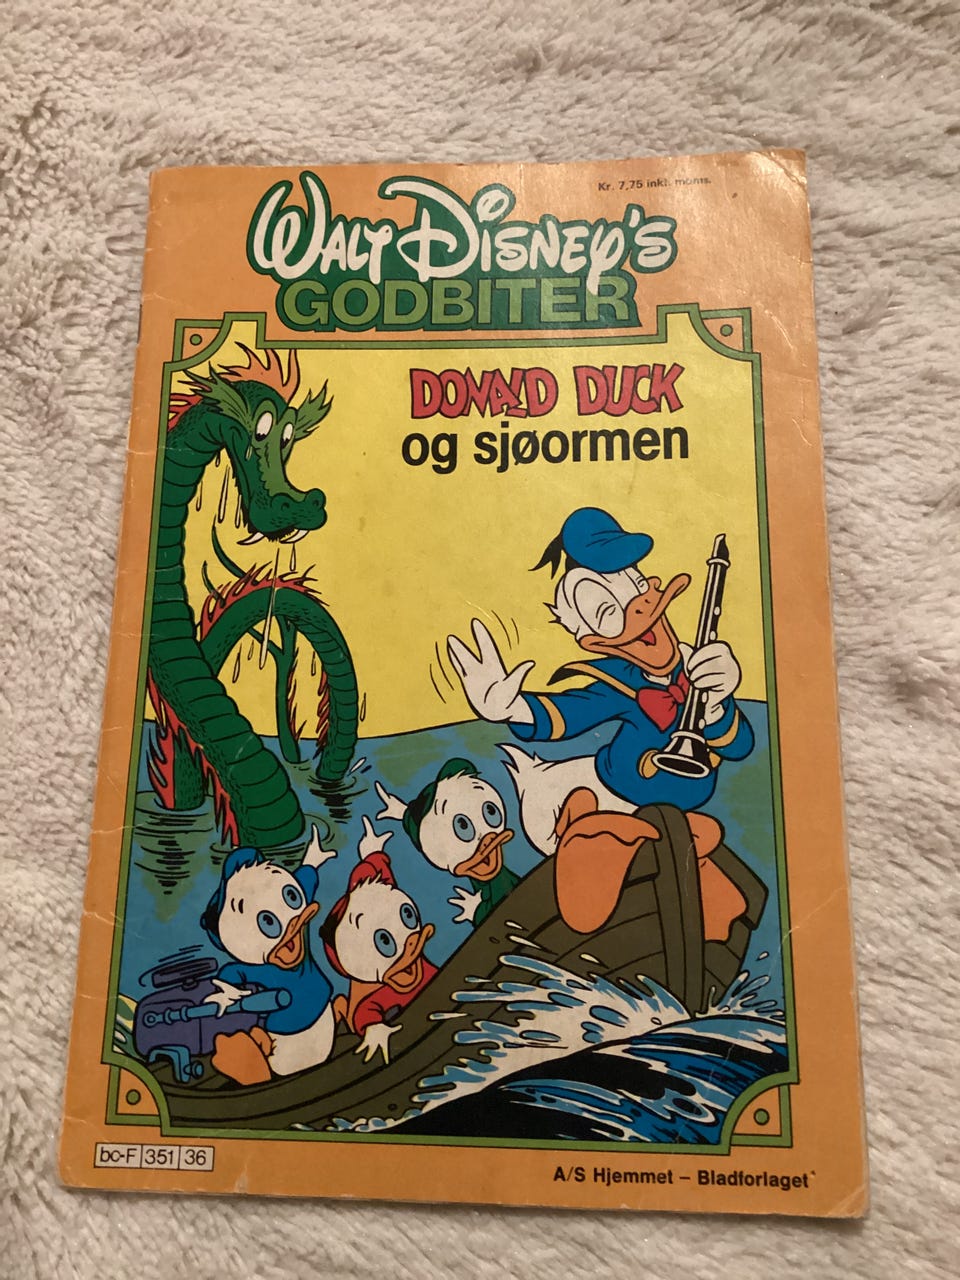 Kr. 7,75 inkl. moms.
WALT DISNEY'S
GODBITER
DONALD DUCK
og sjøormen
bc-F 351 36
A/S Hjemmet – Bladforlaget